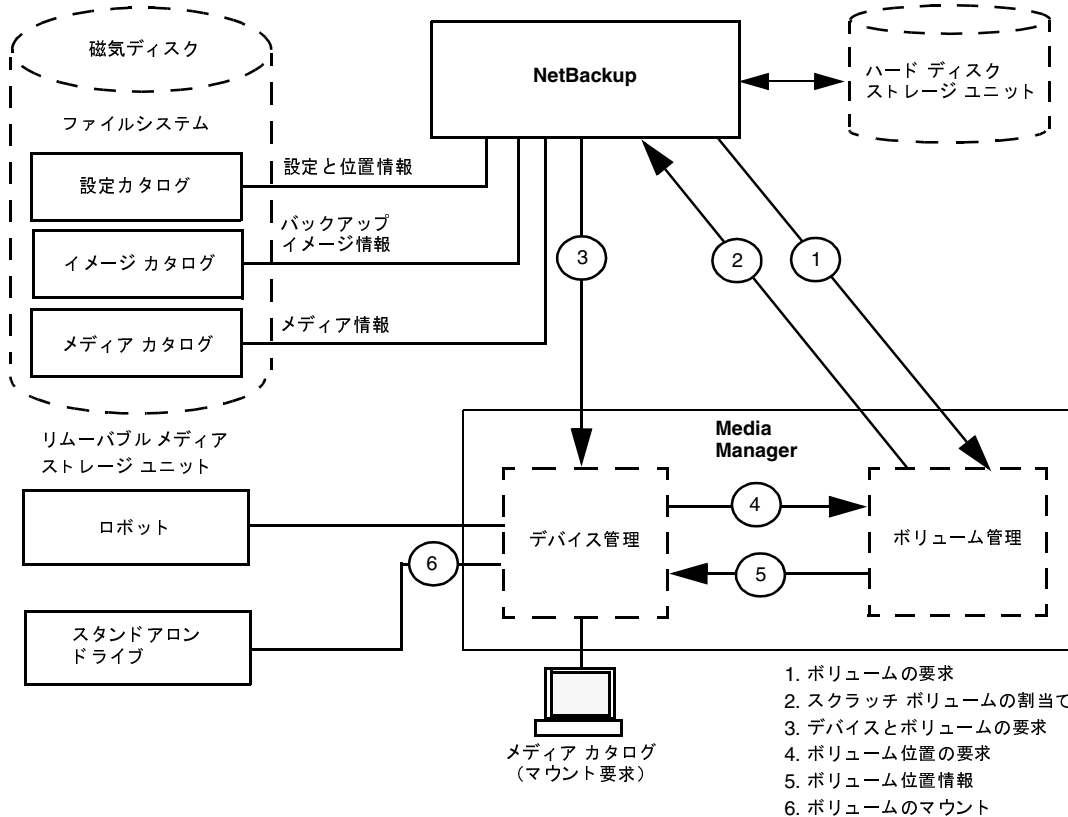 磁気ディスク
ファイルシステム
設定カタログ
イメージ カタログ
メディア カタログ
設定と位置情報
バックアップ
イメージ情報
メディア情報
NetBackup
ハード ディスク
ストレージ ユニット
3
2
1
リムーバブル メディア
ストレージ ユニット
ロボット
スタンドアロン
ドライブ
Media
Manager
デバイス管理
ボリューム管理
4
5
6
メディア カタログ
(マウント要求)
1. ボリュームの要求
2. スクラッチ ボリュームの割当て
3. デバイスとボリュームの要求
4. ボリューム位置の要求
5. ボリューム位置情報
6. ボリュームのマウント